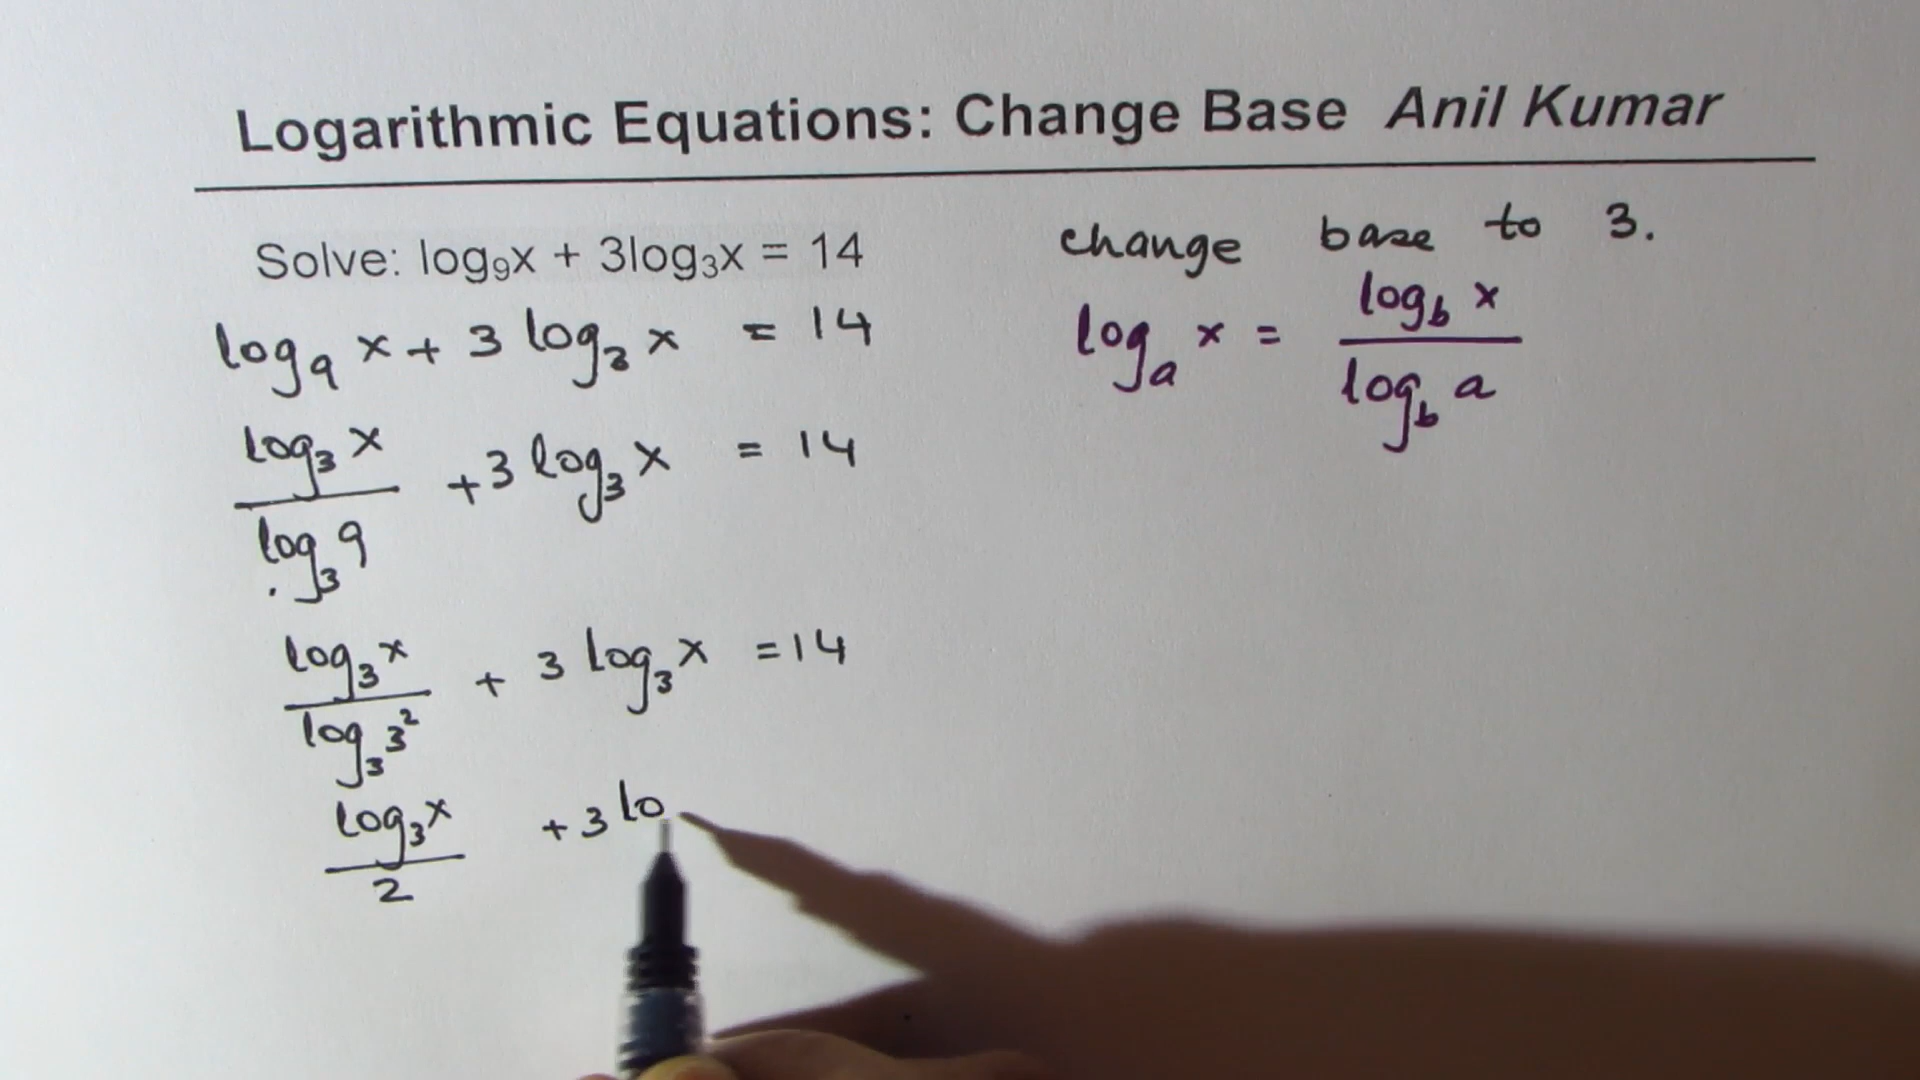 Logarithmic Equations: Change Base Anil Kumar
Solve: log₉x + 3log₃x = 14
log₉ x + 3 log₃ x = 14
log₃ x / log₃ 9 + 3 log₃ x = 14
log₃ x / log₃ 3² + 3 log₃ x = 14
log₃ x / 2 + 3 lo
change base to 3.
logₐ x = log_b x / log_b a